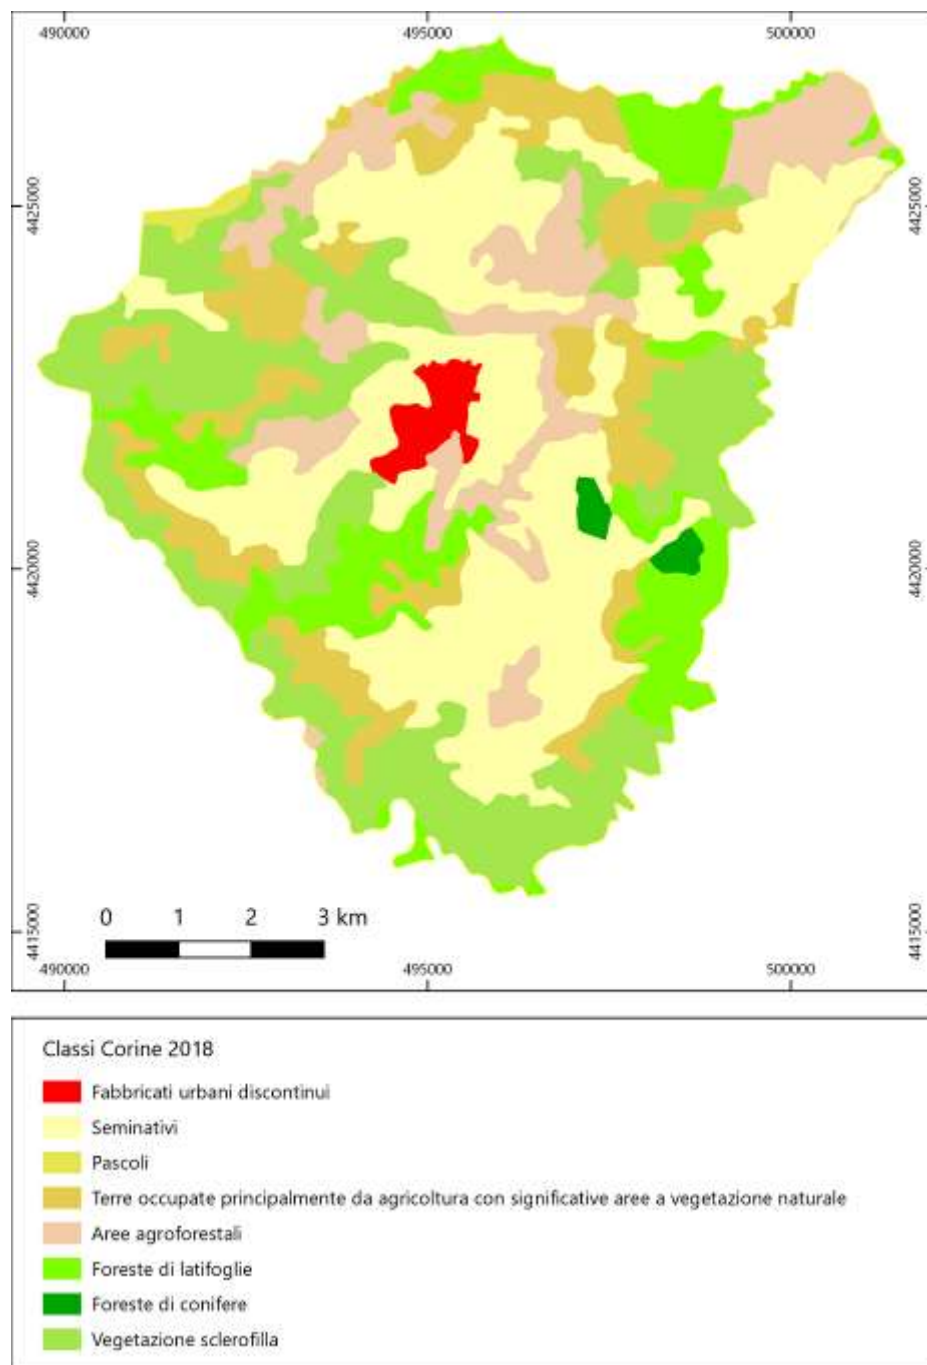 490000 495000 500000
4425000 4425000
4420000 4420000
0 1 2 3 km
4415000 4415000
490000 495000 500000
Classi Corine 2018
Fabbricati urbani discontinui
Seminativi
Pascoli
Terre occupate principalmente da agricoltura con significative aree a vegetazione naturale
Aree agroforestali
Foreste di latifoglie
Foreste di conifere
Vegetazione sclerofilla